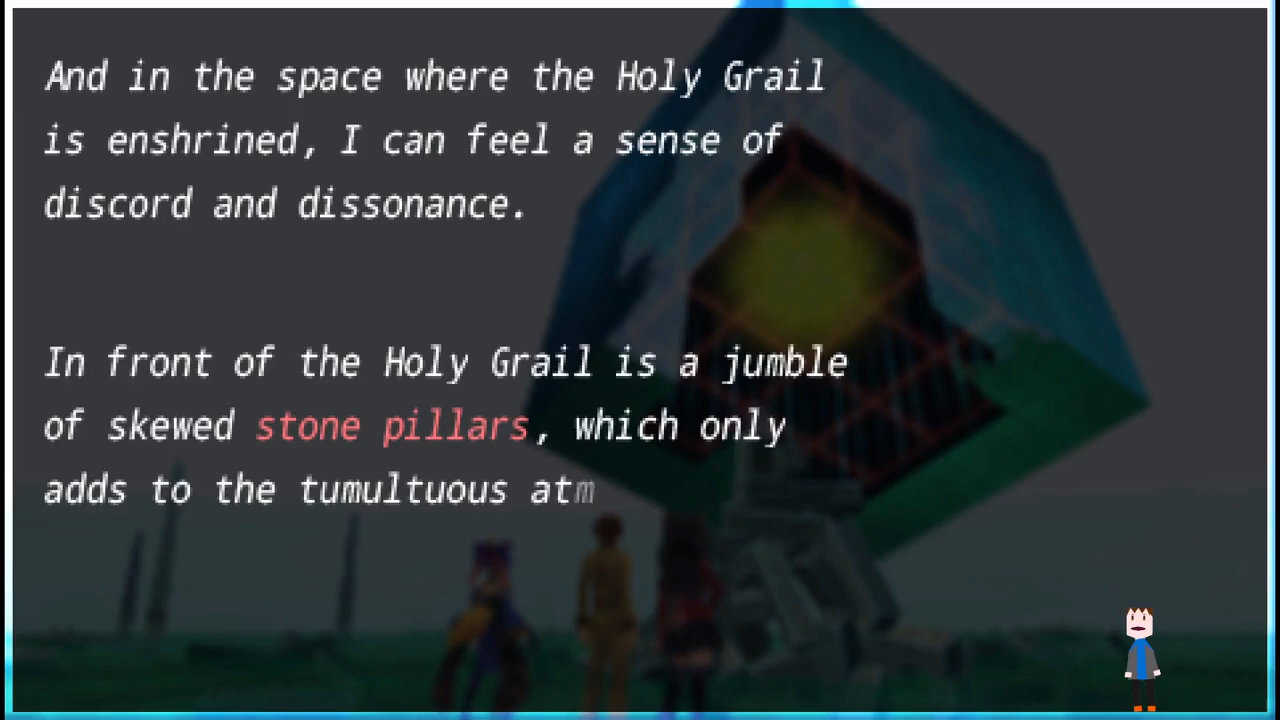 And in the space where the Holy Grail
is enshrined, I can feel a sense of
discord and dissonance.
In front of the Holy Grail is a jumble
of skewed stone pillars, which only
adds to the tumultuous atm